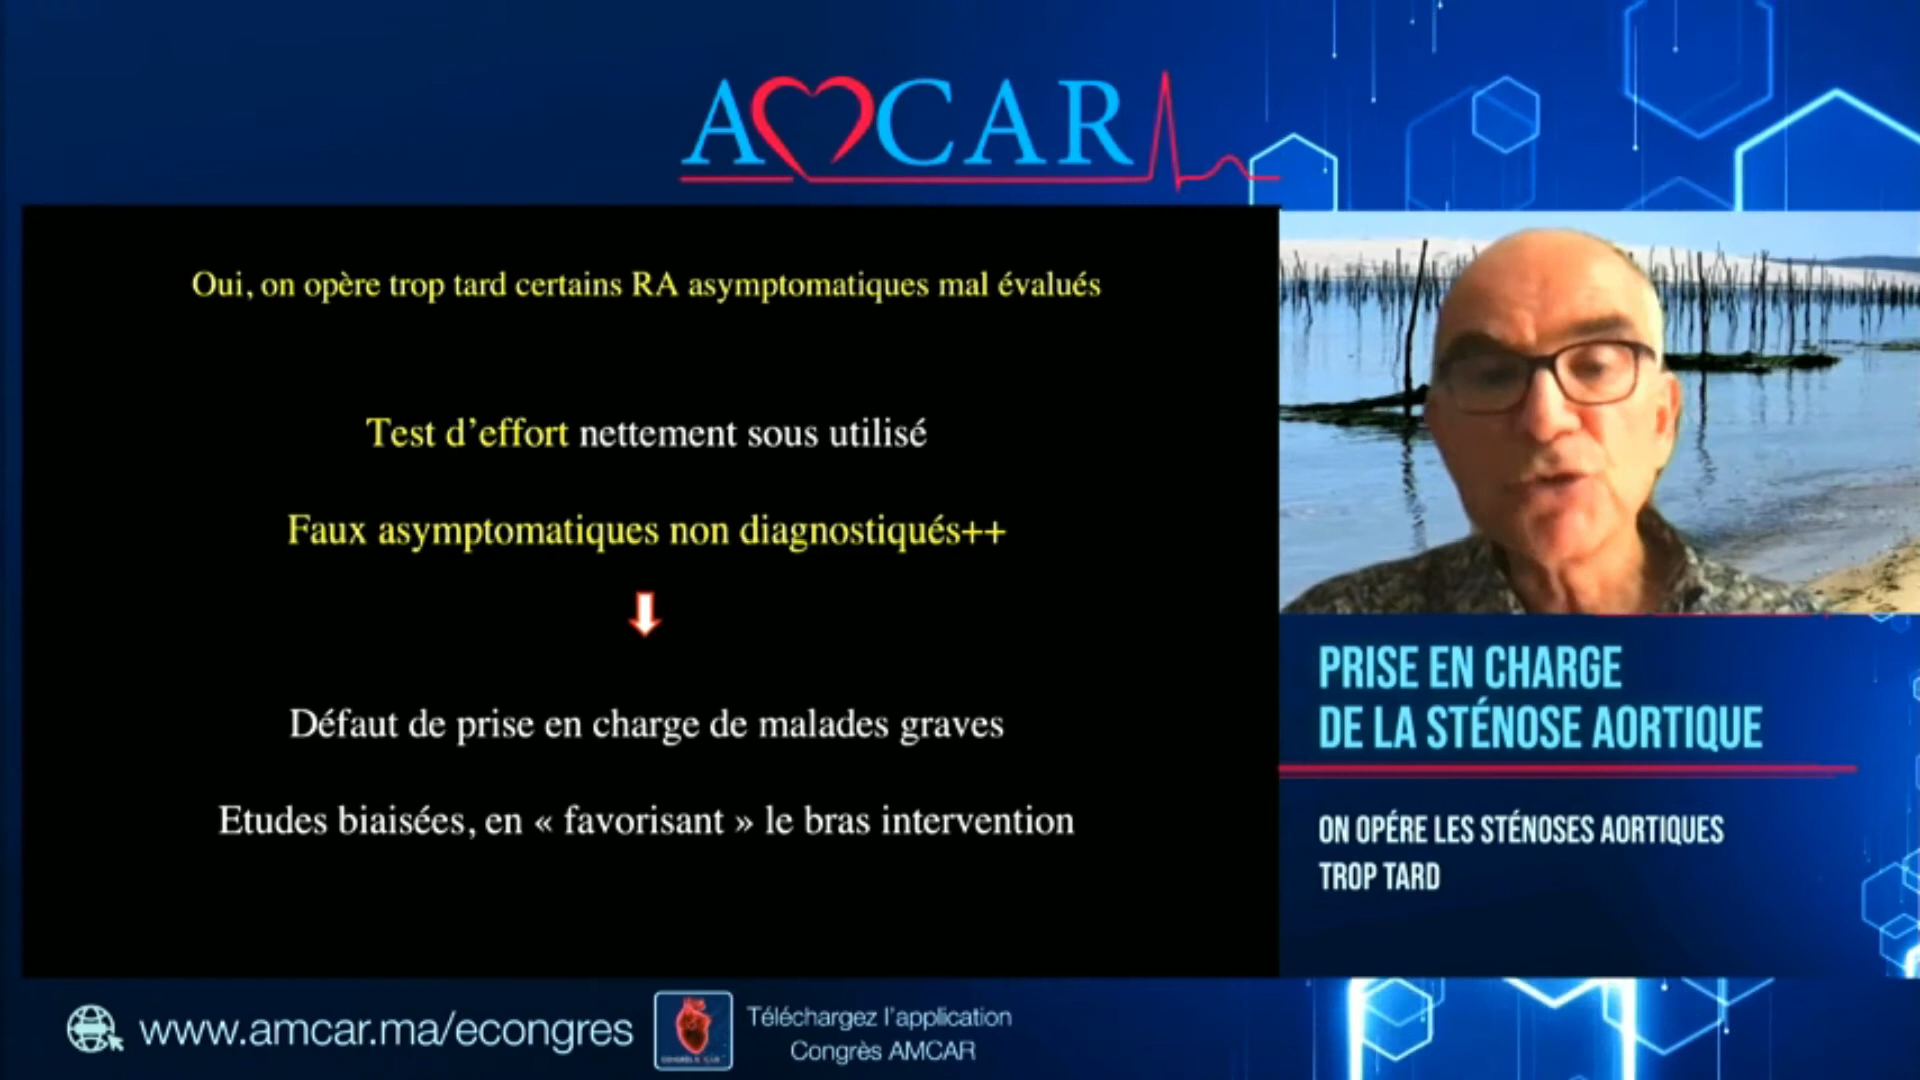 AMCAR
Oui, on opère trop tard certains RA asymptomatiques mal évalués
Test d’effort nettement sous utilisé
Faux asymptomatiques non diagnostiqués++
Défaut de prise en charge de malades graves
Etudes biaisées, en « favorisant » le bras intervention
PRISE EN CHARGE
DE LA STÉNOSE AORTIQUE
ON OPÉRE LES STÉNOSES AORTIQUES
TROP TARD
www.amcar.ma/econgres
Téléchargez l’application
Congrès AMCAR